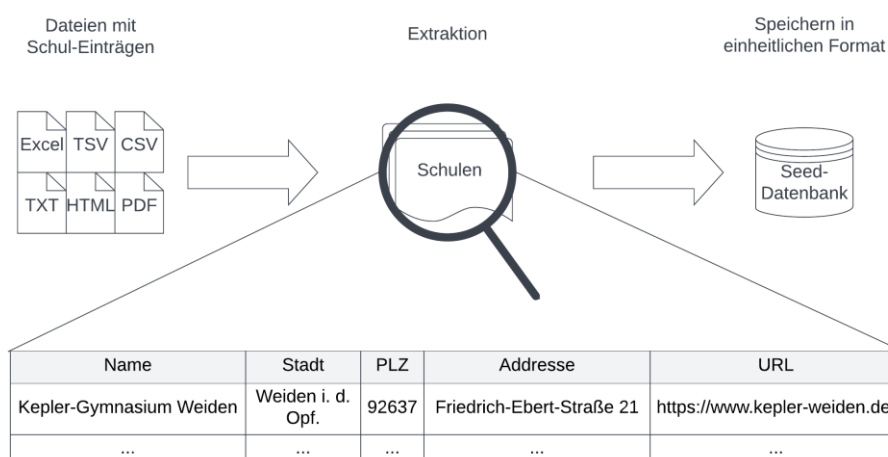 Dateien mit
Schul-Einträgen
Extraktion
Speichern in
einheitlichen Format
Excel TSV CSV
TXT HTML PDF
Schulen
Seed-
Datenbank
Name Stadt PLZ Addresse URL
Kepler-Gymnasium Weiden Weiden i. d.
Opf. 92637 Friedrich-Ebert-Straße 21 https://www.kepler-weiden.de
... ... ... ... ...